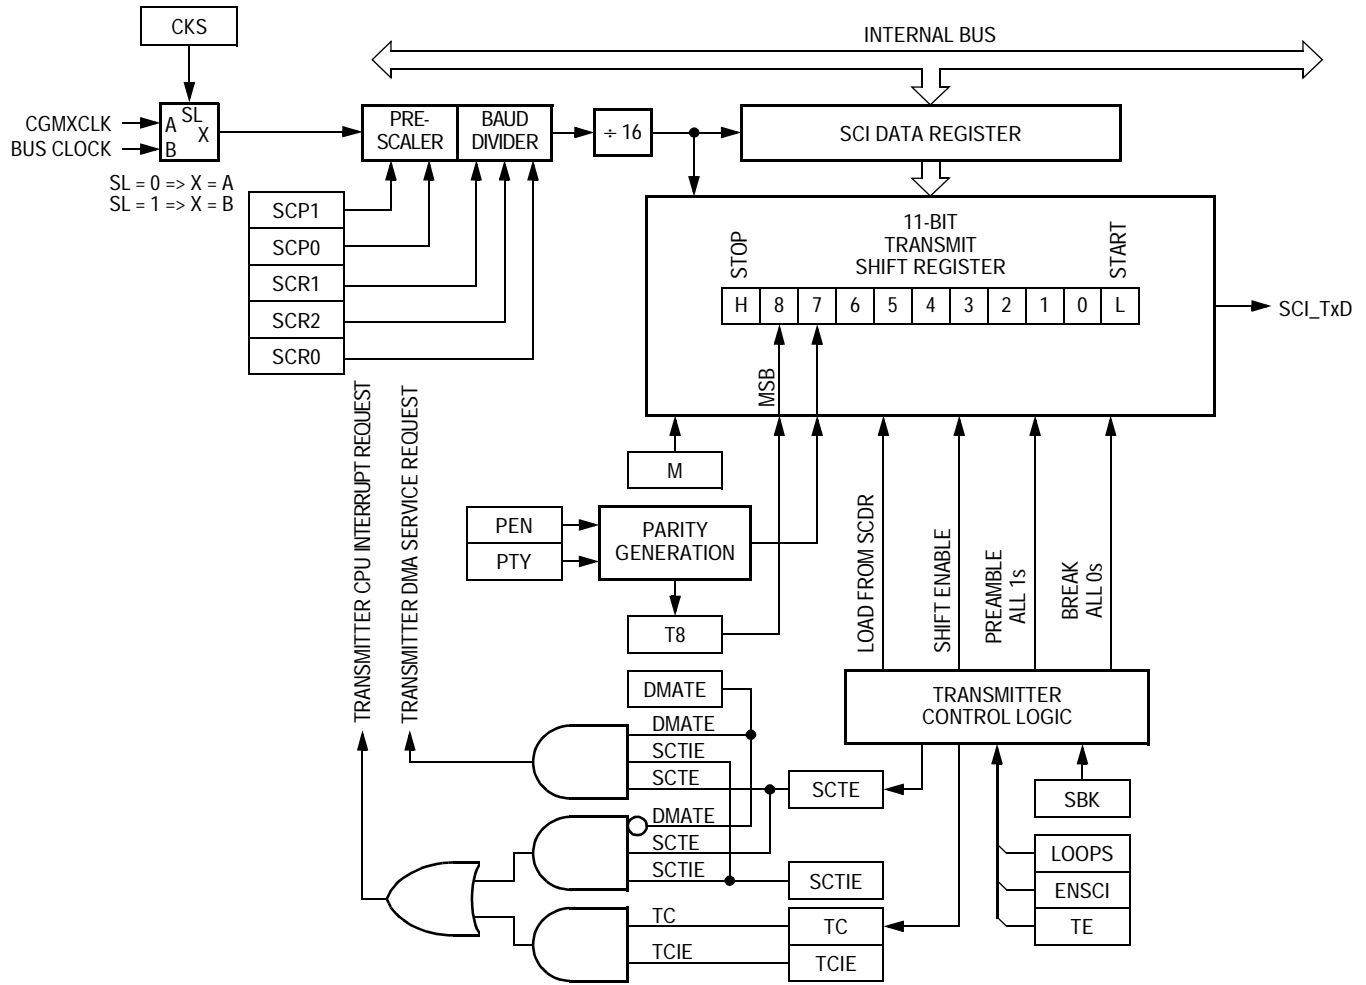 CKS
INTERNAL BUS
SL
CGMXCLK
A
X
BUS CLOCK
B
SL = 0 => X = A
SL = 1 => X = B
PRE-
SCALER
BAUD
DIVIDER
÷ 16
SCI DATA REGISTER
SCP1
SCP0
SCR1
SCR2
SCR0
11-BIT
TRANSMIT
SHIFT REGISTER
STOP
START
H 8 7 6 5 4 3 2 1 0 L
SCI_TxD
MSB
TRANSMITTER CPU INTERRUPT REQUEST
TRANSMITTER DMA SERVICE REQUEST
M
PEN
PTY
PARITY
GENERATION
T8
LOAD FROM SCDR
SHIFT ENABLE
PREAMBLE
ALL 1s
BREAK
ALL 0s
DMATE
TRANSMITTER
CONTROL LOGIC
DMATE
SCTIE
SCTE
SCTE
SBK
DMATE
SCTE
SCTIE
SCTIE
LOOPS
ENSCI
TE
TC
TC
TCIE
TCIE